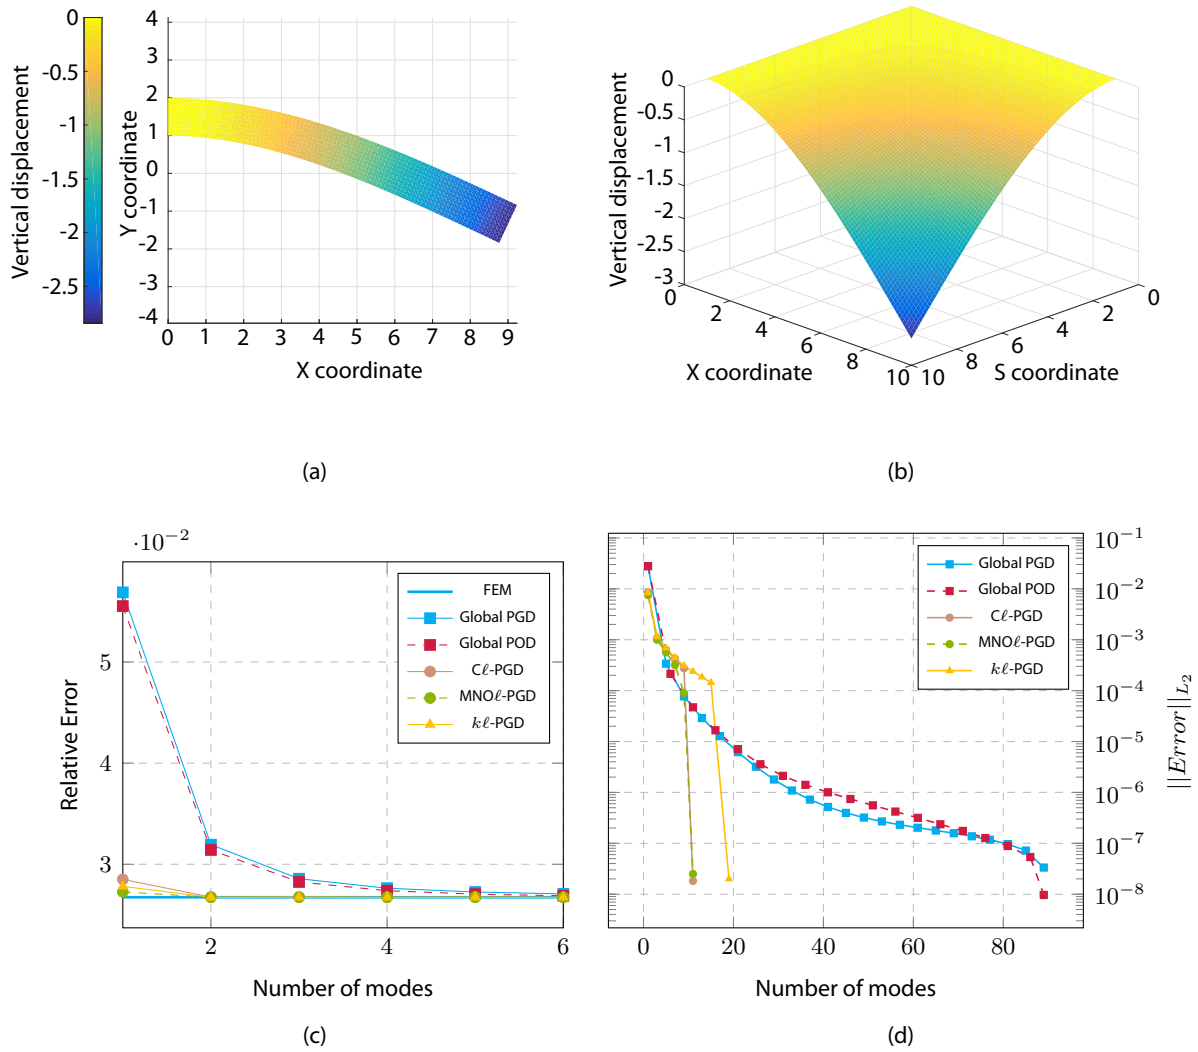 Vertical displacement
0
-0.5
-1
-1.5
-2
-2.5
Y coordinate
4
3
2
1
0
-1
-2
-3
-4
0 1 2 3 4 5 6 7 8 9
X coordinate
(a)
Vertical displacement
0
-0.5
-1
-1.5
-2
-2.5
-3
0 2 4 6 8 10
X coordinate
10 8 6 4 2 0
S coordinate
(b)
·10⁻²
Relative Error
5
4
3
2 4 6
Number of modes
FEM
Global PGD
Global POD
Cℓ-PGD
MNOℓ-PGD
kℓ-PGD
(c)
Global PGD
Global POD
Cℓ-PGD
MNOℓ-PGD
kℓ-PGD
10⁻¹
10⁻²
10⁻³
10⁻⁴
10⁻⁵
10⁻⁶
10⁻⁷
10⁻⁸
||Error||_{L_2}
0 20 40 60 80
Number of modes
(d)